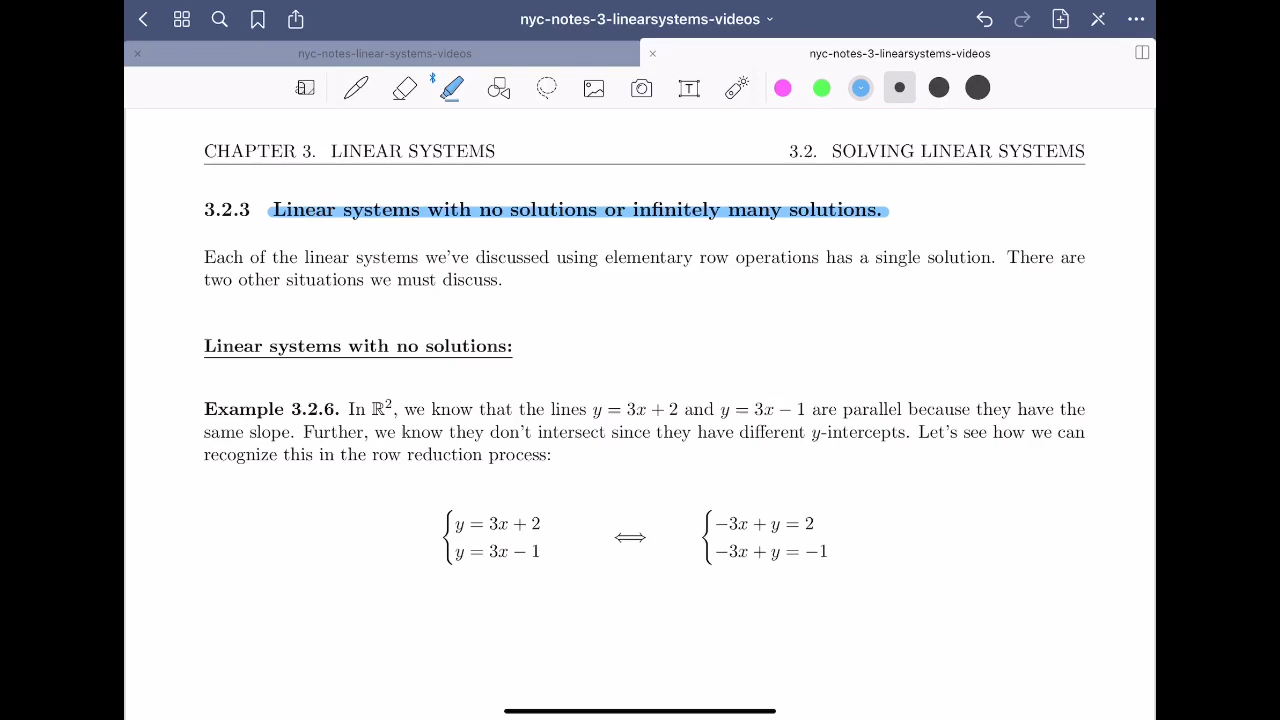 nyc-notes-3-linearsystems-videos
nyc-notes-linear-systems-videos
nyc-notes-3-linearsystems-videos
T
CHAPTER 3. LINEAR SYSTEMS 3.2. SOLVING LINEAR SYSTEMS
3.2.3 Linear systems with no solutions or infinitely many solutions.
Each of the linear systems we've discussed using elementary row operations has a single solution. There are
two other situations we must discuss.
Linear systems with no solutions:
Example 3.2.6. In ℝ², we know that the lines y = 3x + 2 and y = 3x − 1 are parallel because they have the
same slope. Further, we know they don't intersect since they have different y-intercepts. Let's see how we can
recognize this in the row reduction process:
{ y = 3x + 2 ⟺ { −3x + y = 2
y = 3x − 1 −3x + y = −1